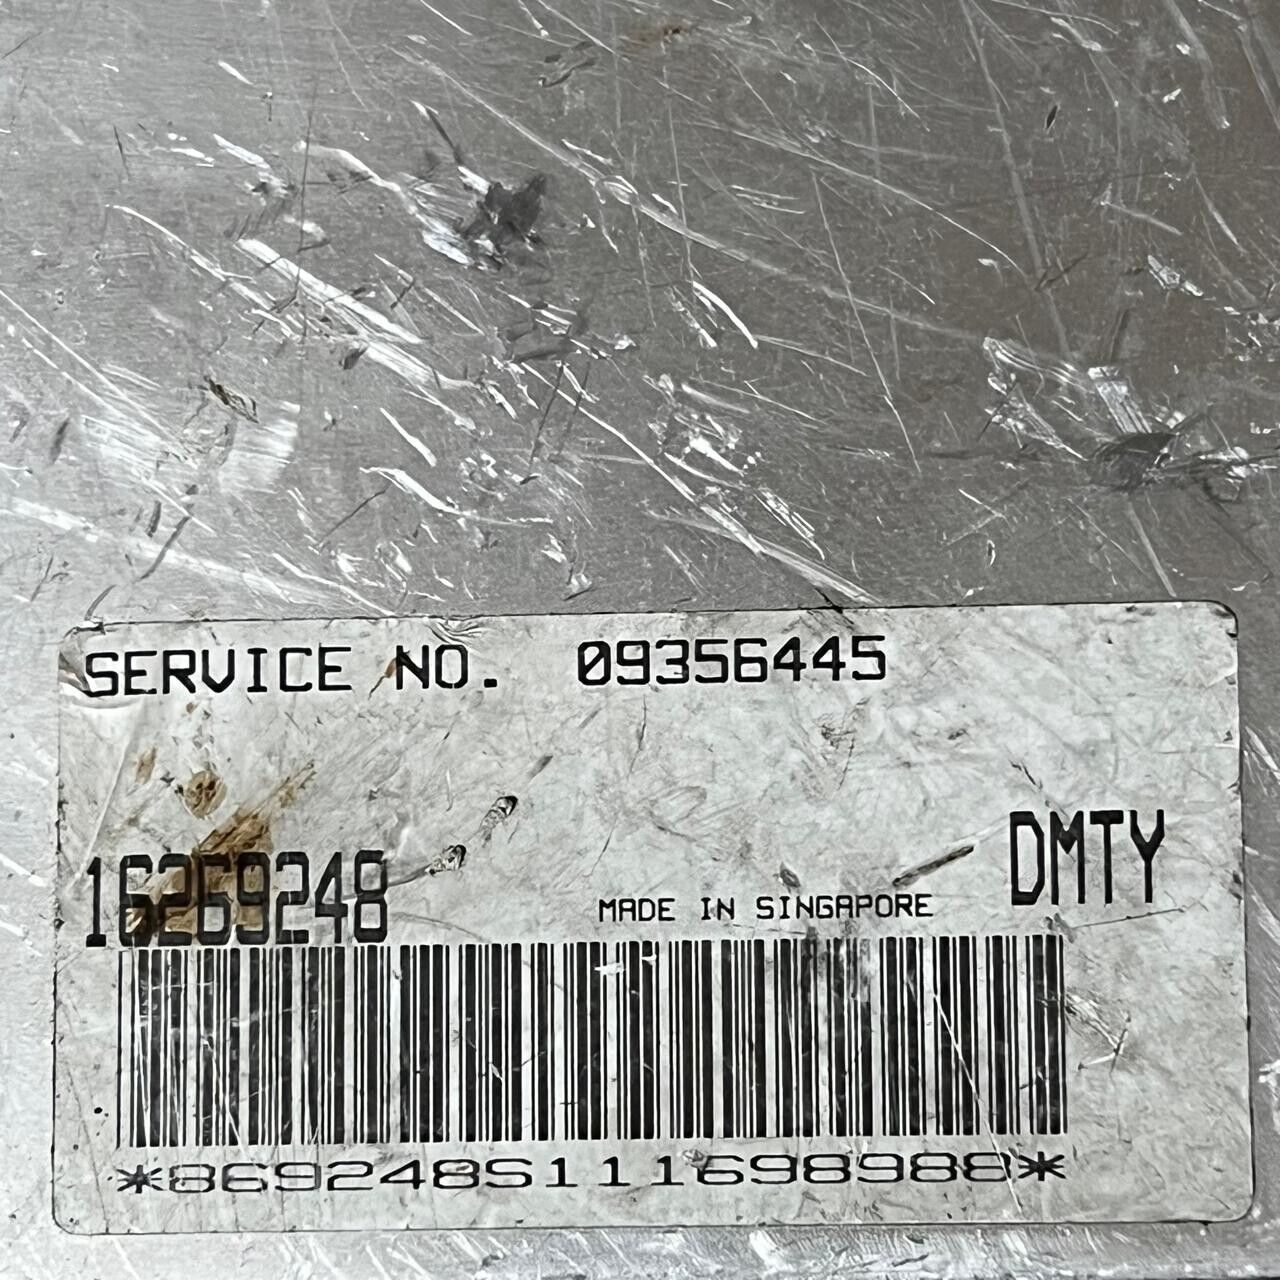 SERVICE NO. 09356445
DMTY
16269248
MADE IN SINGAPORE
*869248S111698988*